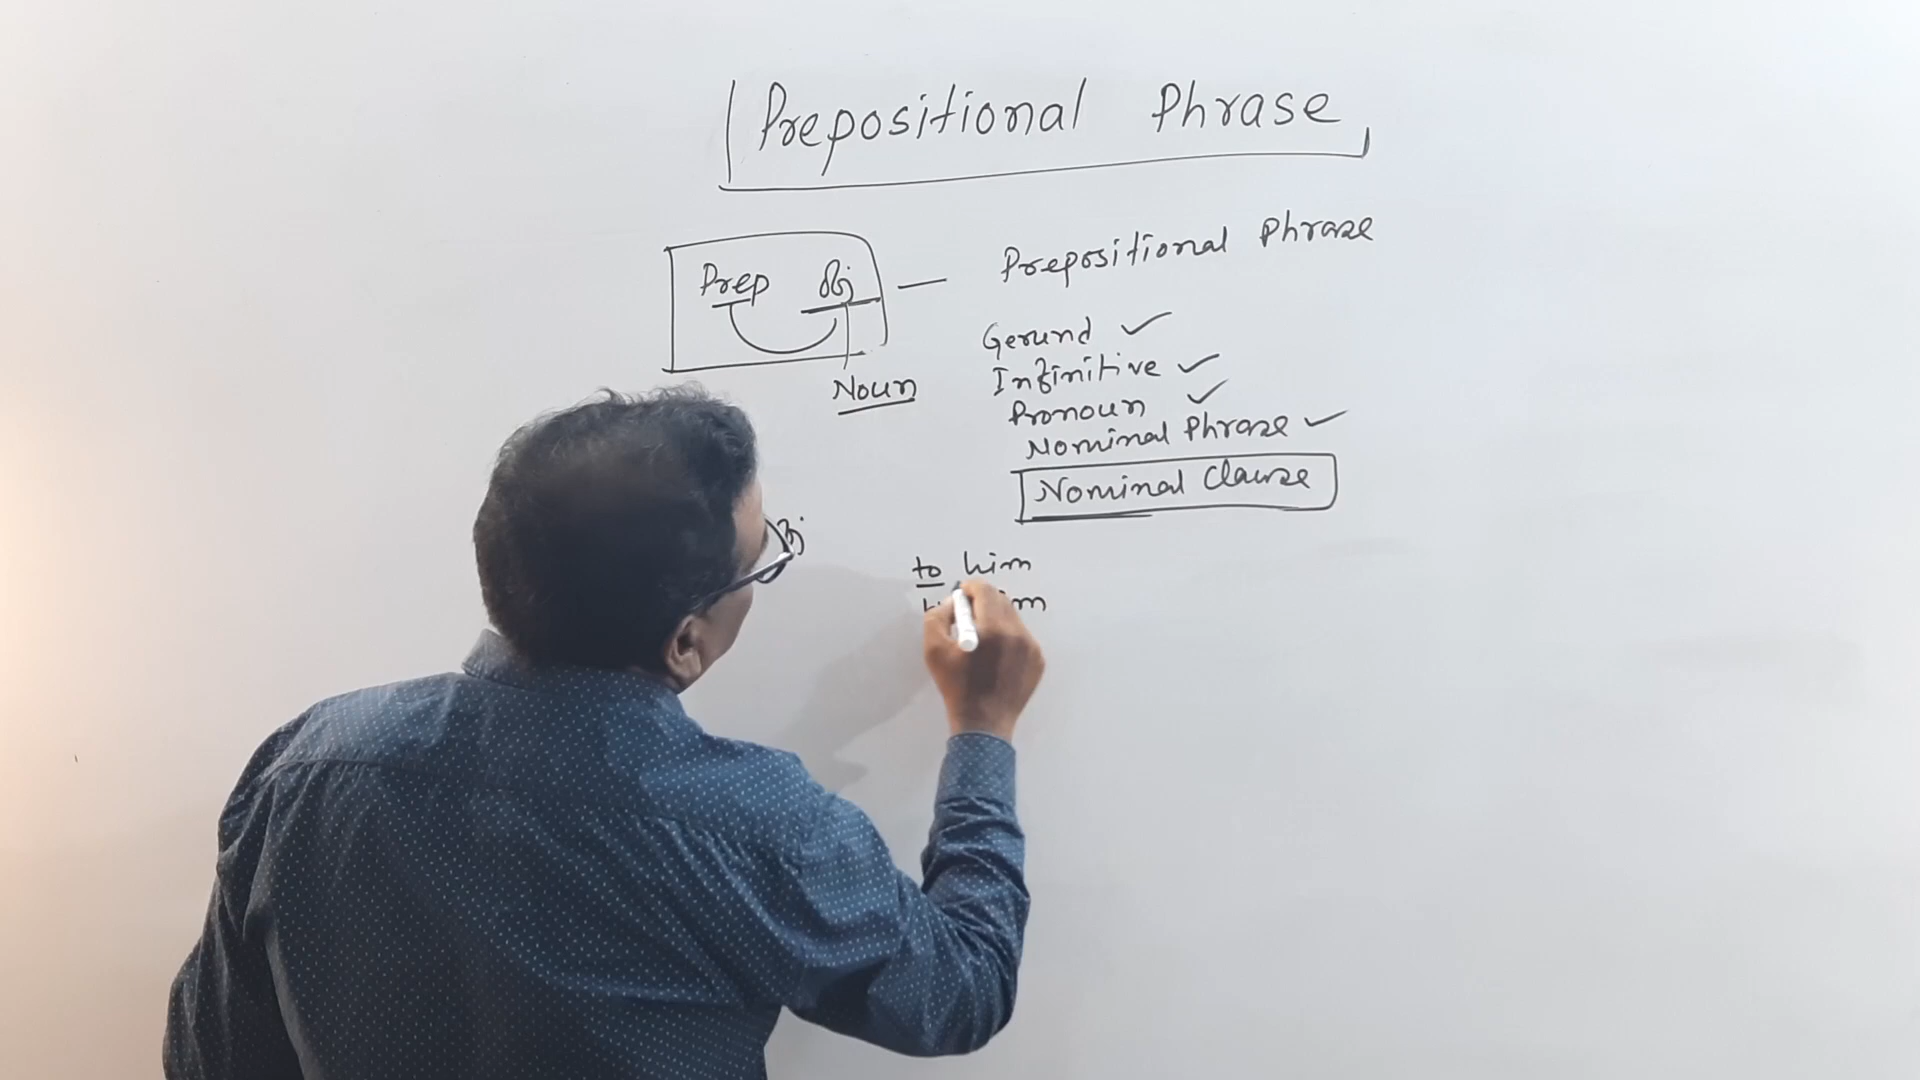 Prepositional Phrase
Prep Obj — Prepositional Phrase
Noun
Gerund ✓
Infinitive ✓
Pronoun ✓
Nominal Phrase ✓
Nominal Clause
to him